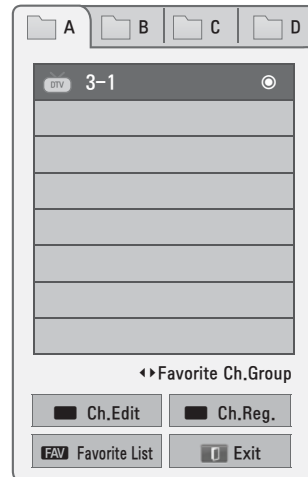 A B C D
DTV 3-1
Favorite Ch.Group
Ch.Edit Ch.Reg.
FAV Favorite List Exit